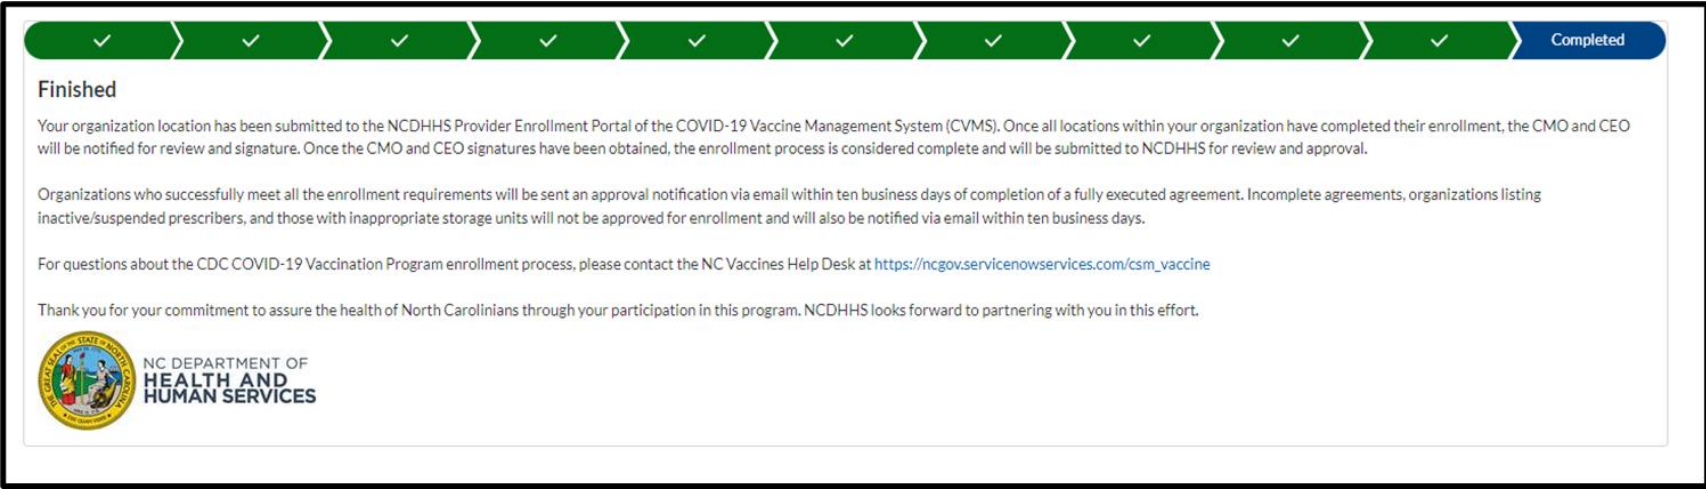 Completed
Finished
Your organization location has been submitted to the NCDHHS Provider Enrollment Portal of the COVID-19 Vaccine Management System (CVMS). Once all locations within your organization have completed their enrollment, the CMO and CEO
will be notified for review and signature. Once the CMO and CEO signatures have been obtained, the enrollment process is considered complete and will be submitted to NCDHHS for review and approval.
Organizations who successfully meet all the enrollment requirements will be sent an approval notification via email within ten business days of completion of a fully executed agreement. Incomplete agreements, organizations listing
inactive/suspended prescribers, and those with inappropriate storage units will not be approved for enrollment and will also be notified via email within ten business days.
For questions about the CDC COVID-19 Vaccination Program enrollment process, please contact the NC Vaccines Help Desk at https://ncgov.servicenowservices.com/csm_vaccine
Thank you for your commitment to assure the health of North Carolinians through your participation in this program. NCDHHS looks forward to partnering with you in this effort.
THE GREAT SEAL OF THE STATE OF NORTH CAROLINA
NC DEPARTMENT OF
HEALTH AND
HUMAN SERVICES